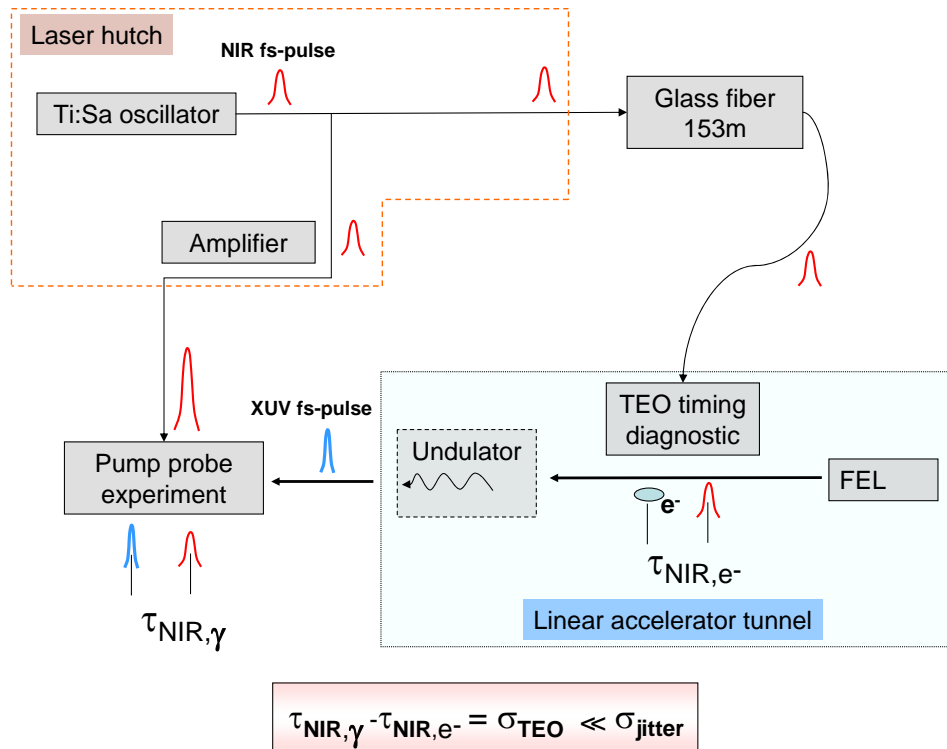 Laser hutch
NIR fs-pulse
Ti:Sa oscillator
Glass fiber
153m
Amplifier
XUV fs-pulse
TEO timing
diagnostic
Undulator
Pump probe
experiment
FEL
e-
τNIR,e-
τNIR,γ
Linear accelerator tunnel
τNIR,γ -τNIR,e- = σTEO ≪ σjitter